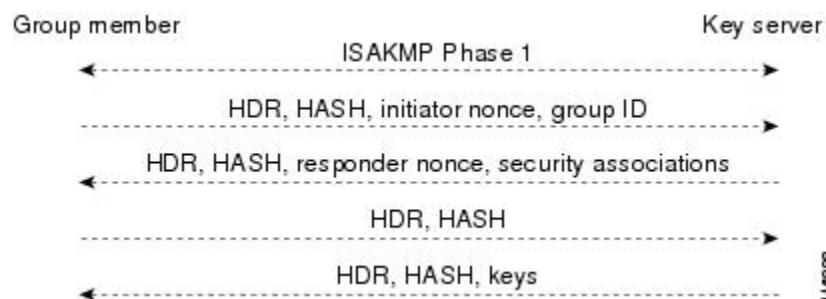 Group member
Key server
ISAKMP Phase 1
HDR, HASH, initiator nonce, group ID
HDR, HASH, responder nonce, security associations
HDR, HASH
HDR, HASH, keys